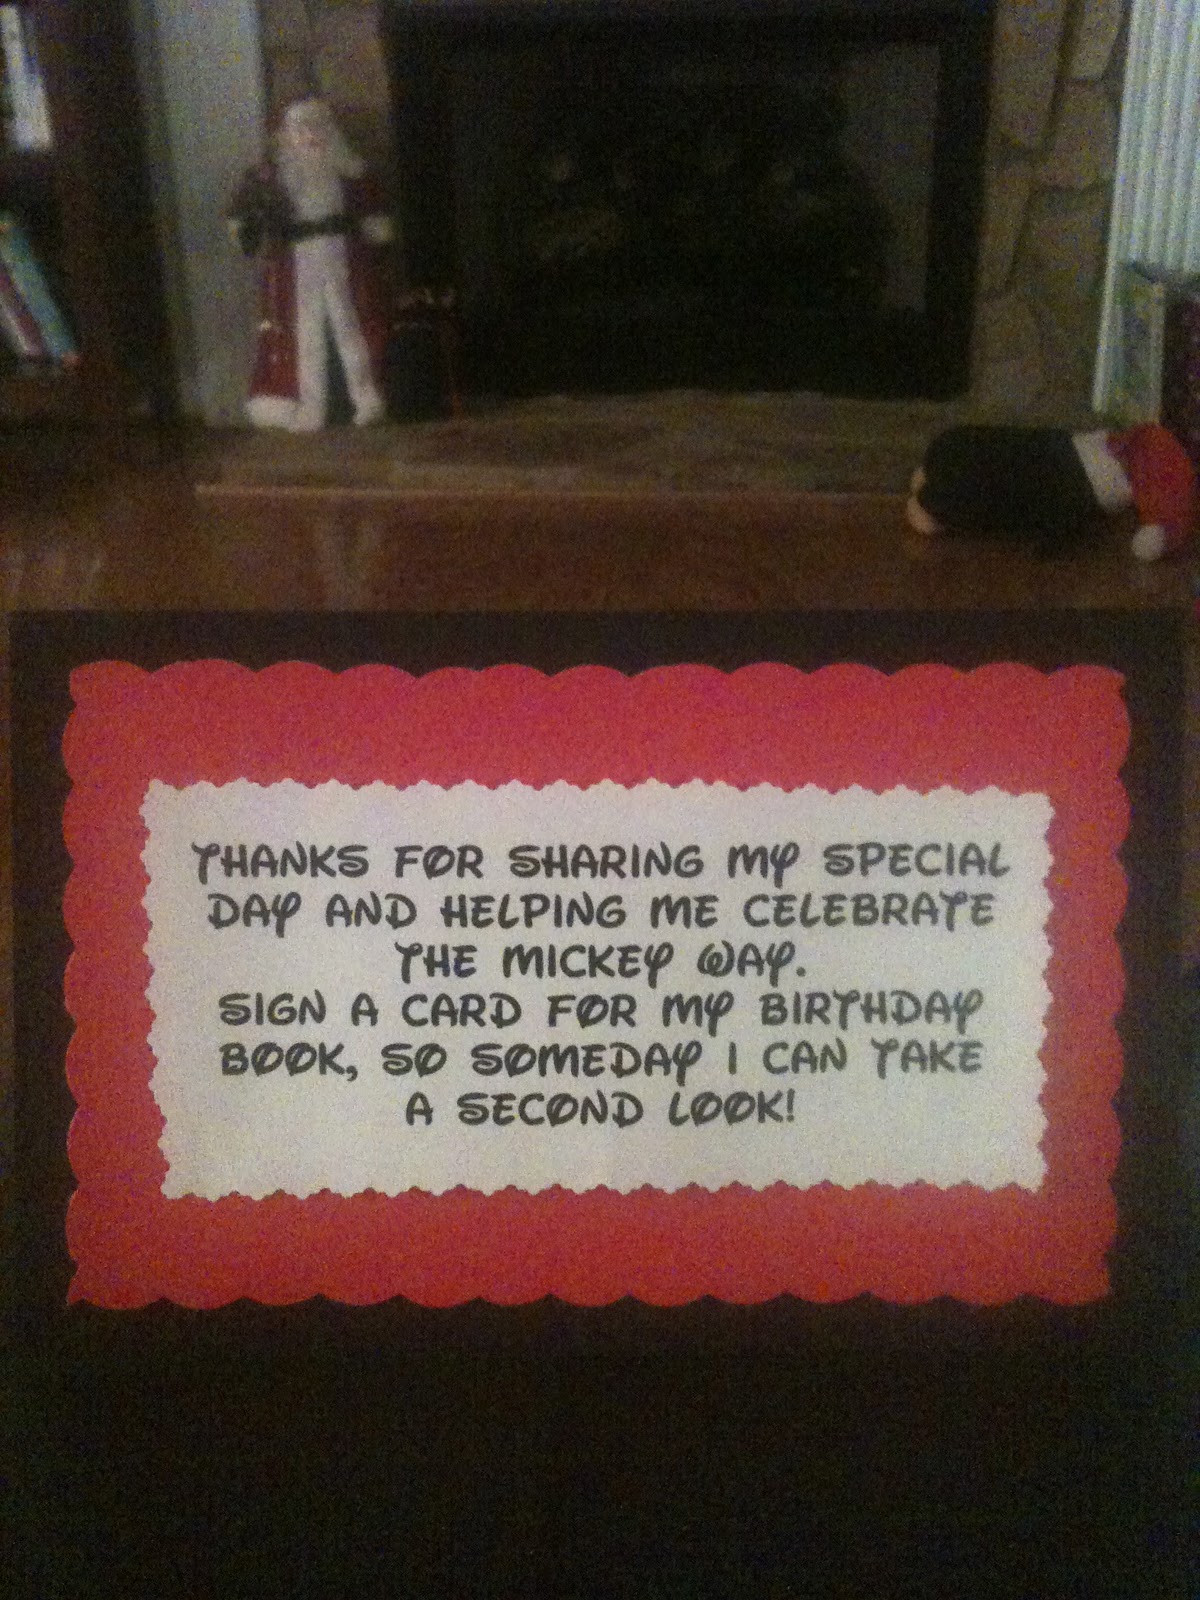 THANKS FOR SHARING MY SPECIAL
DAY AND HELPING ME CELEBRATE
THE MICKEY WAY.
SIGN A CARD FOR MY BIRTHDAY
BOOK, SO SOMEDAY I CAN TAKE
A SECOND LOOK!